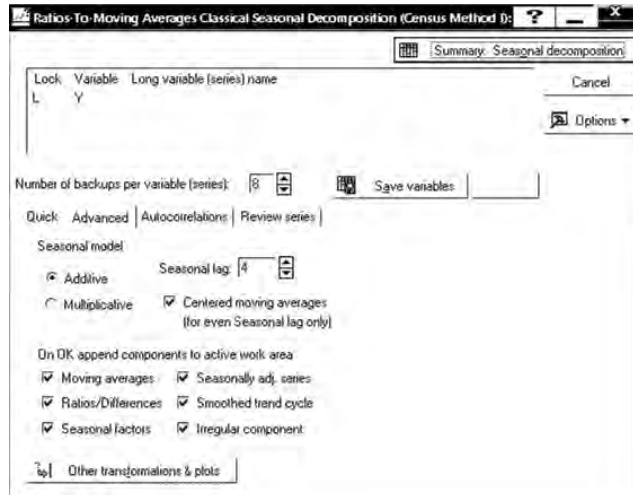 Ratios-To-Moving Averages Classical Seasonal Decomposition (Census Method I):
Summary: Seasonal decomposition
Lock Variable Long variable (series) name
L Y
Cancel
Options
Number of backups per variable (series): 8
Save variables
Quick Advanced Autocorrelations Review series
Seasonal model
Additive
Seasonal lag: 4
Multiplicative
Centered moving averages
(for even Seasonal lag only)
On OK append components to active work area
Moving averages Seasonally adj. series
Ratios/Differences Smoothed trend cycle
Seasonal factors Irregular component
Other transformations & plots